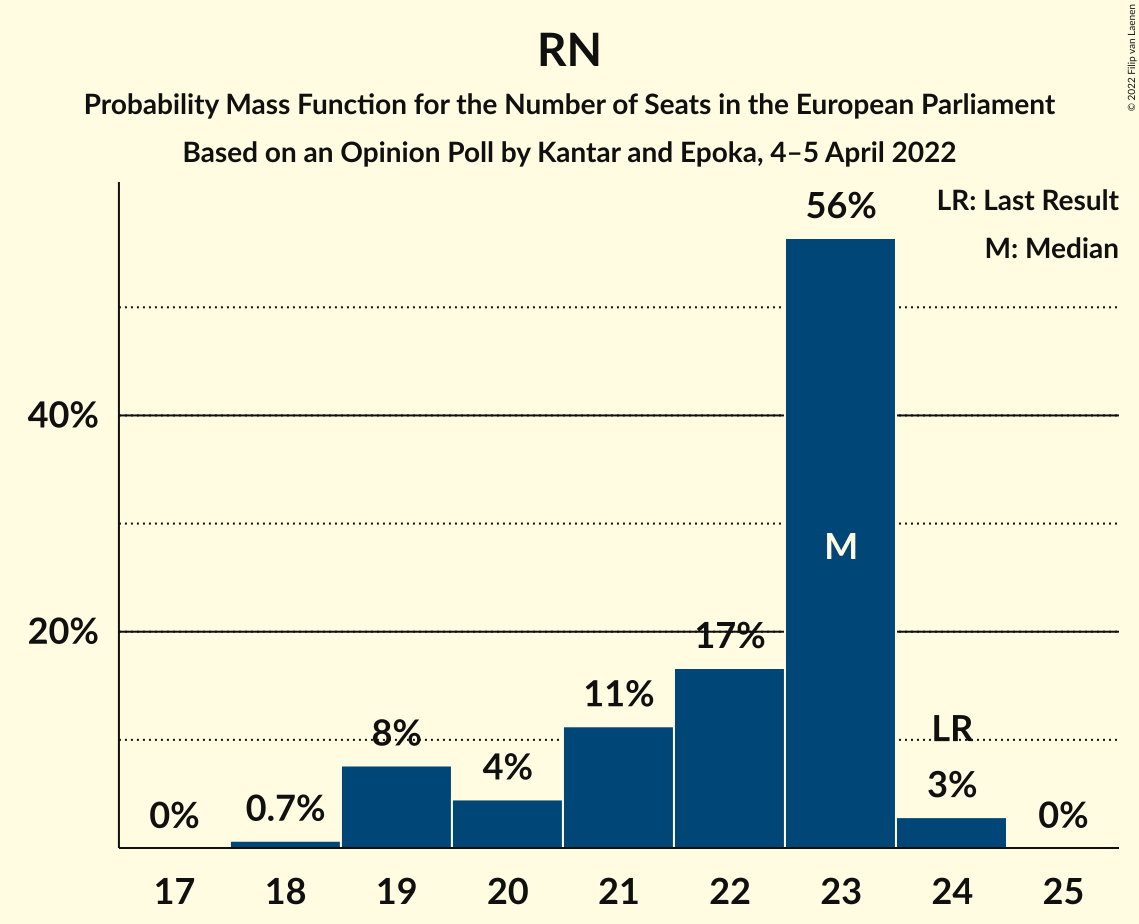 RN
Probability Mass Function for the Number of Seats in the European Parliament
Based on an Opinion Poll by Kantar and Epoka, 4–5 April 2022
© 2022 Filip van Laenen
LR: Last Result
M: Median
40%
20%
0%
0.7%
8%
4%
11%
17%
56%
M
LR
3%
0%
17 18 19 20 21 22 23 24 25